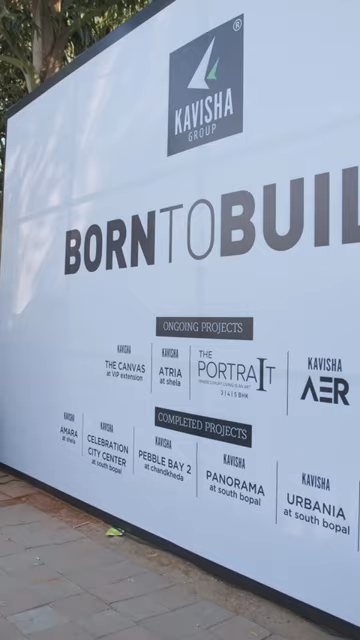 ®
KAVISHA
GROUP
BORNTOBUIL
ONGOING PROJECTS
KAVISHA
THE CANVAS
at VIP extension
KAVISHA
ATRIA
at shela
THE
PORTRAIT
3 | 4 | 5 BHK
KAVISHA
AER
COMPLETED PROJECTS
KAVISHA
AMARA
at shela
KAVISHA
CELEBRATION
CITY CENTER
at south bopal
KAVISHA
PEBBLE BAY 2
at chandkheda
KAVISHA
PANORAMA
at south bopal
KAVISHA
URBANIA
at south bopal